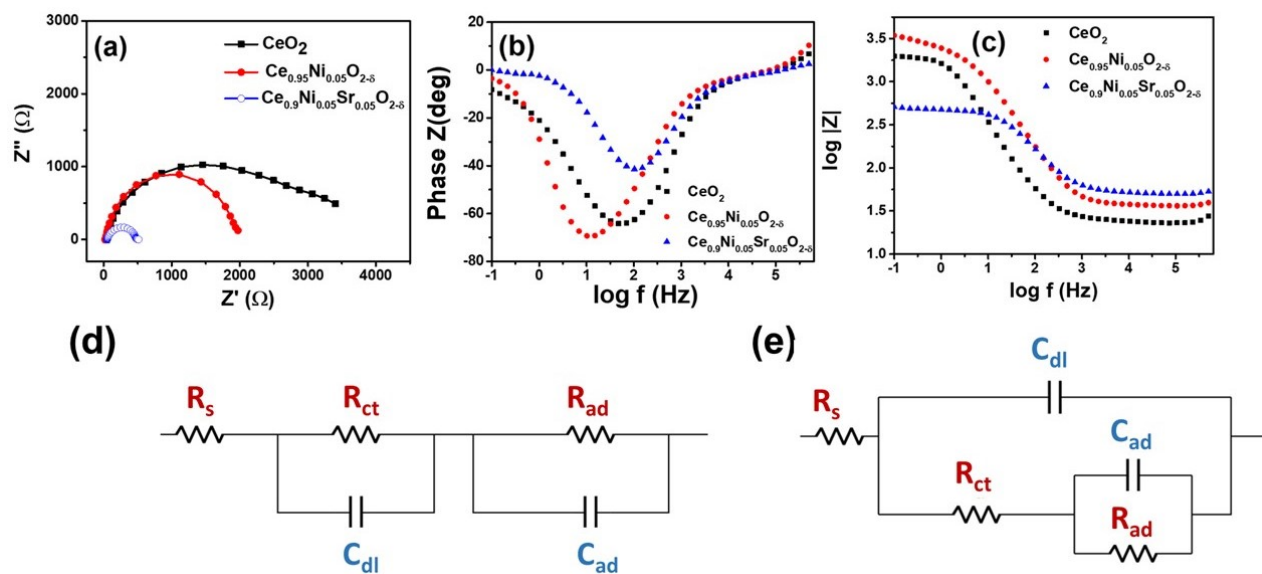 (a)
3000
2000
1000
0
Z'' (Ω)
0 1000 2000 3000 4000
Z' (Ω)
CeO2
Ce0.95Ni0.05O2-δ
Ce0.9Ni0.05Sr0.05O2-δ
(b)
20
0
-20
-40
-60
-80
Phase Z(deg)
-1 0 1 2 3 4 5
log f (Hz)
CeO2
Ce0.95Ni0.05O2-δ
Ce0.9Ni0.05Sr0.05O2-δ
(c)
3.5
3.0
2.5
2.0
1.5
1.0
log |Z|
-1 0 1 2 3 4 5
log f (Hz)
CeO2
Ce0.95Ni0.05O2-δ
Ce0.9Ni0.05Sr0.05O2-δ
(d)
Rs
Rct
Rad
Cdl
Cad
(e)
Cdl
Rs
Cad
Rct
Rad